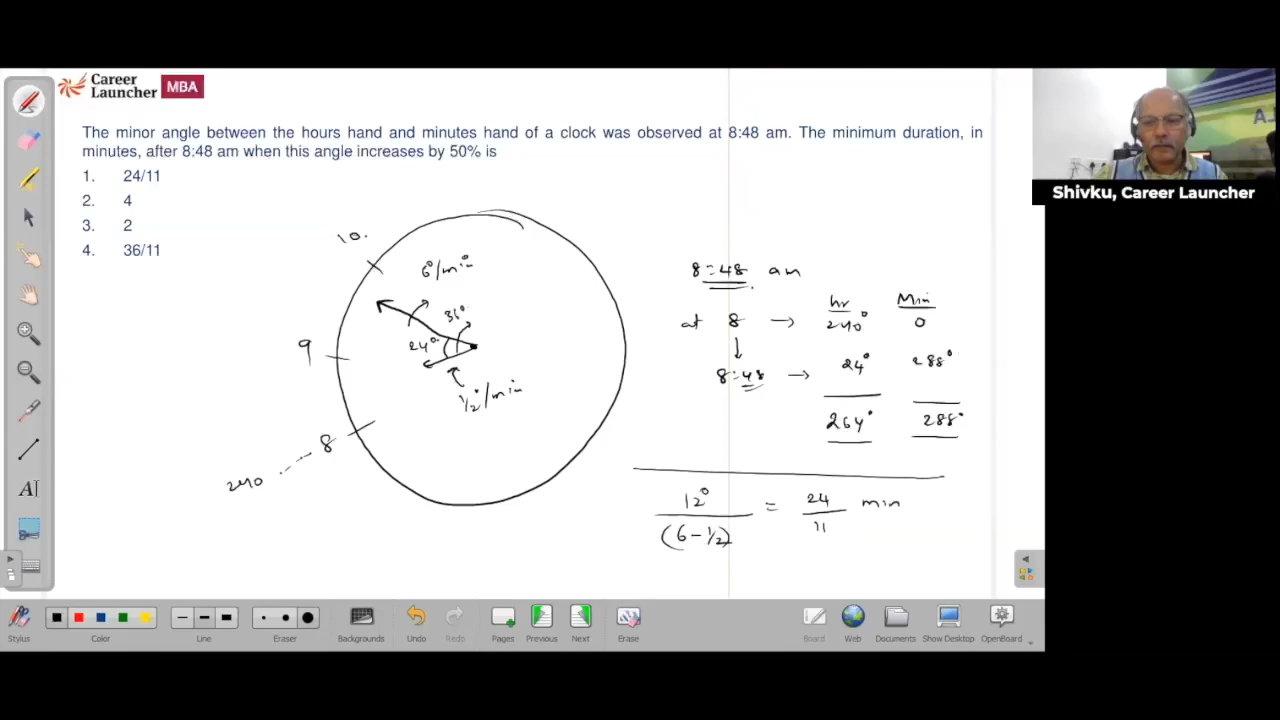 Career
Launcher MBA
The minor angle between the hours hand and minutes hand of a clock was observed at 8:48 am. The minimum duration, in
minutes, after 8:48 am when this angle increases by 50% is
1. 24/11
2. 4
3. 2
4. 36/11
Shivku, Career Launcher
10.
6°/min
36°
24°
9
1/2°/min
8
240
8:48 am
hr Min
at 8 → 240° 0
8:48 → 24° 288°
264° 288°
12°
(6 - 1/2) = 24/11 min
AI
Stylus Color Line Eraser Backgrounds Undo Redo Pages Previous Next Erase Board Web Documents Show Desktop OpenBoard